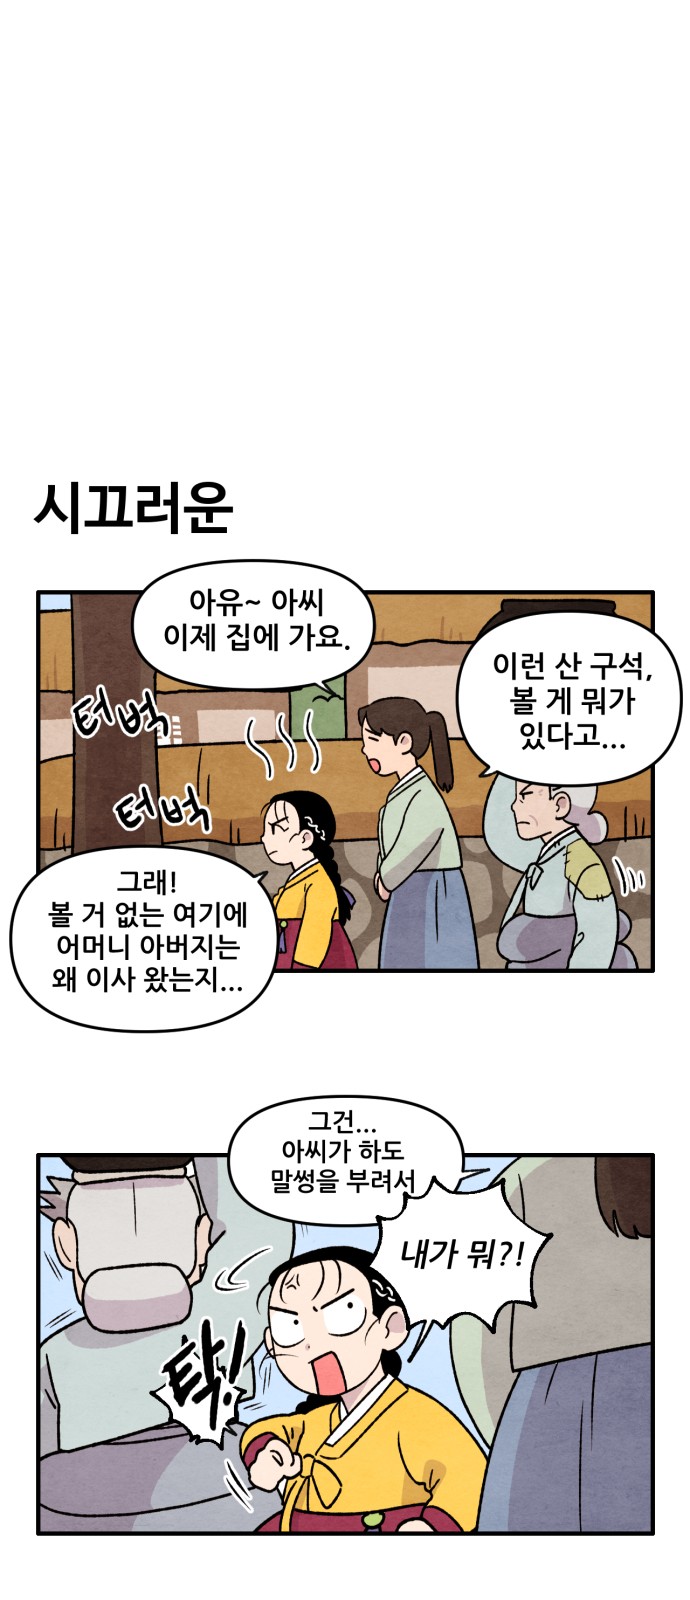 시끄러운
아유~ 아씨
이제 집에 가요.
이런 산 구석,
볼 게 뭐가
있다고...
터벅
터벅
그래!
볼 거 없는 여기에
어머니 아버지는
왜 이사 왔는지...
그건...
아씨가 하도
말썽을 부려서
내가 뭐?!
탁!